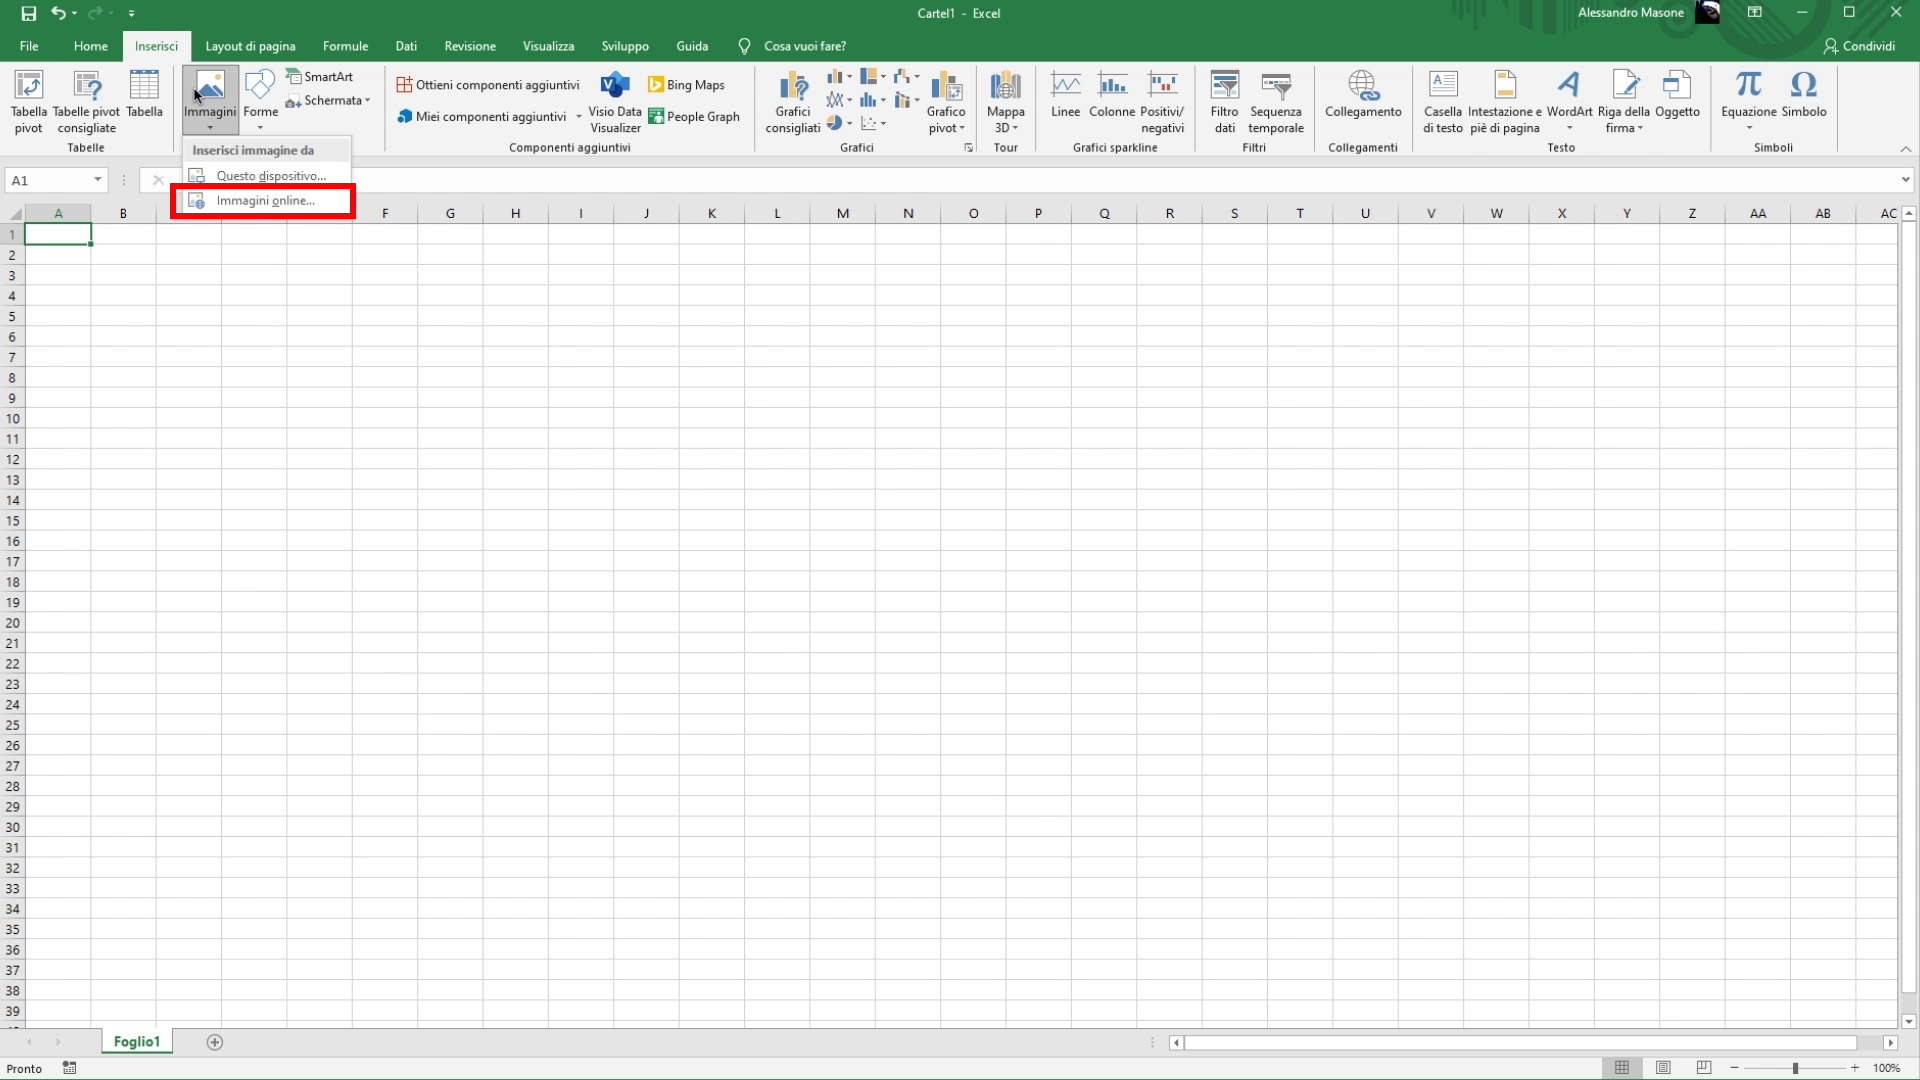 Cartel1 - Excel
Alessandro Masone
File Home Inserisci Layout di pagina Formule Dati Revisione Visualizza Sviluppo Guida Cosa vuoi fare? Condividi
Tabella pivot
Tabelle pivot consigliate
Tabella
Tabelle
Immagini
Forme
SmartArt
Schermata
Ottieni componenti aggiuntivi
Miei componenti aggiuntivi
Visio Data Visualizer
Bing Maps
People Graph
Componenti aggiuntivi
Grafici consigliati
Grafico pivot
Grafici
Mappa 3D
Tour
Linee
Colonne
Positivi/ negativi
Grafici sparkline
Filtro dati
Sequenza temporale
Filtri
Collegamento
Collegamenti
Casella di testo
Intestazione e piè di pagina
WordArt
Riga della firma
Oggetto
Testo
Equazione
Simbolo
Simboli
Inserisci immagine da
Questo dispositivo...
Immagini online...
A1
A B F G H I J K L M N O P Q R S T U V W X Y Z AA AB AC
1
2
3
4
5
6
7
8
9
10
11
12
13
14
15
16
17
18
19
20
21
22
23
24
25
26
27
28
29
30
31
32
33
34
35
36
37
38
39
Foglio1
Pronto
100%